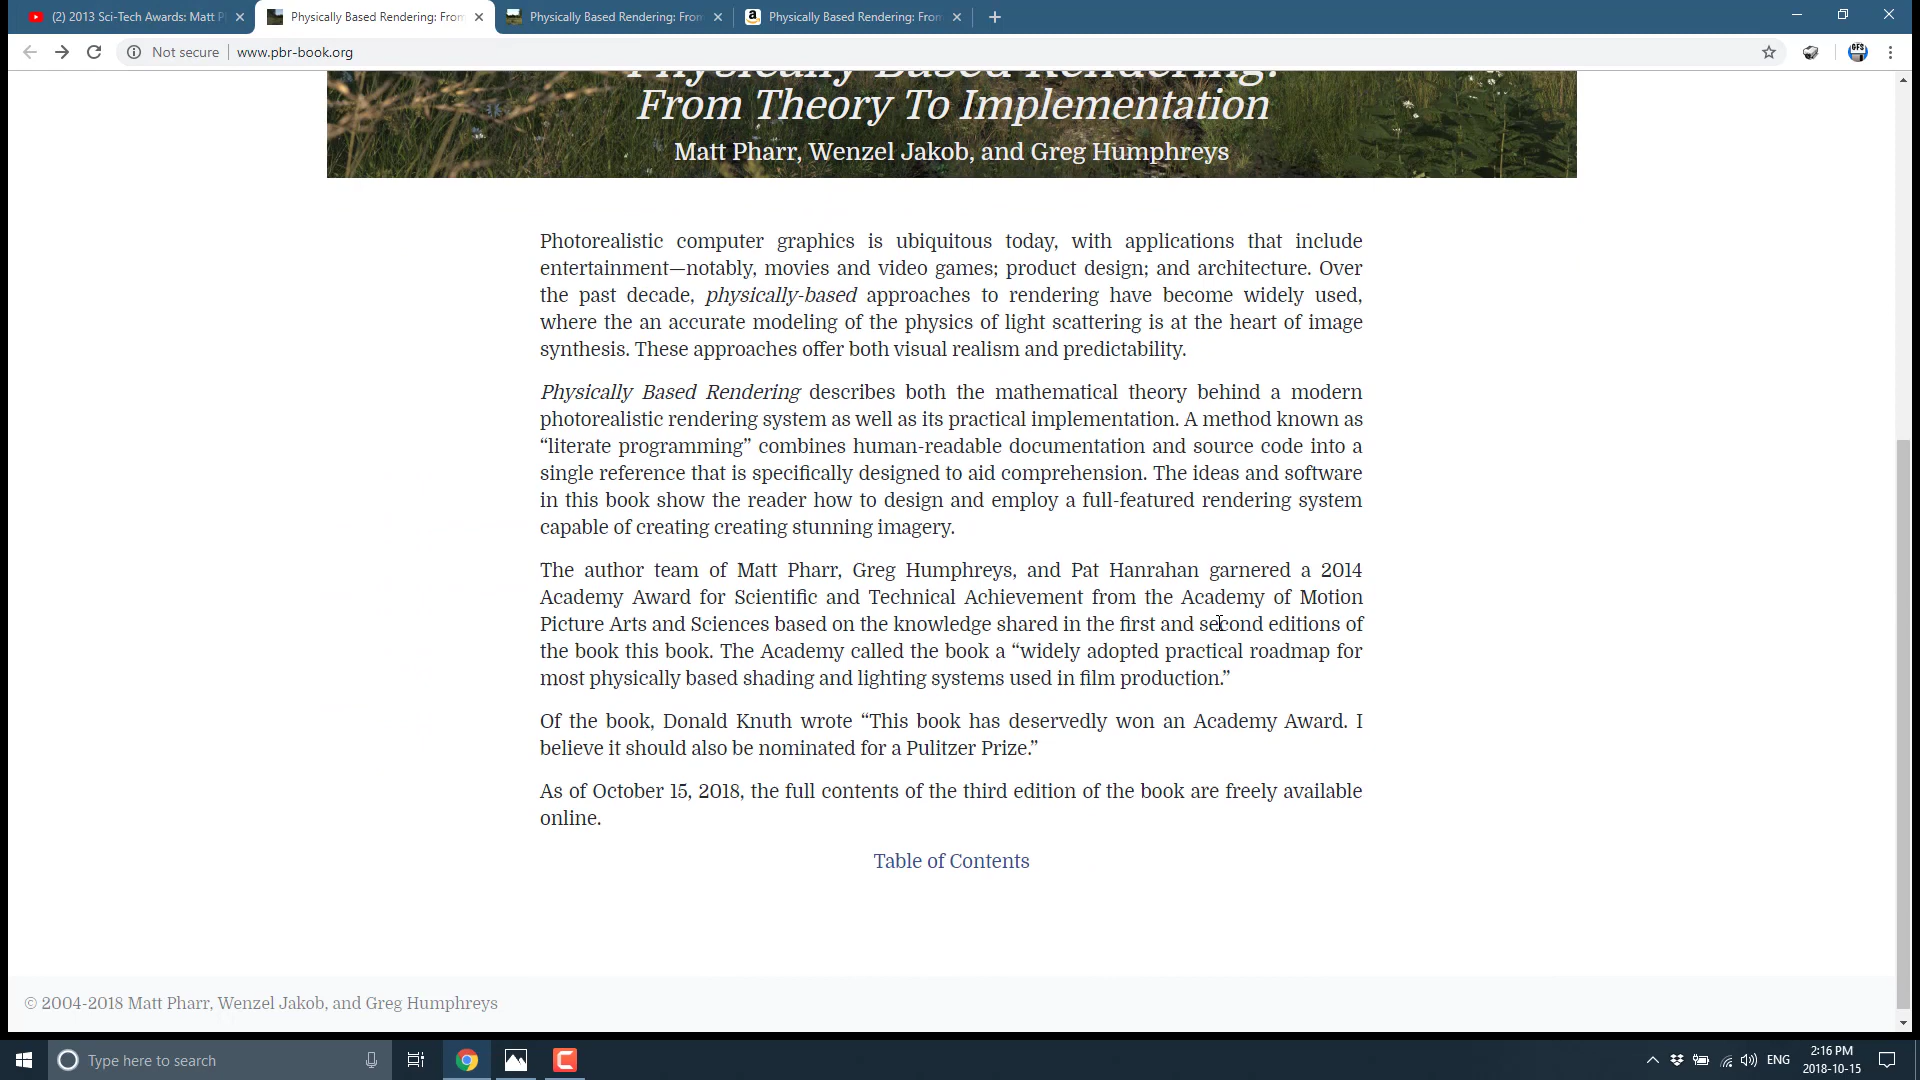 (2) 2013 Sci-Tech Awards: Matt P
Physically Based Rendering: From
Physically Based Rendering: From
Physically Based Rendering: From
Not secure
www.pbr-book.org
GFS
Physically Based Rendering:
From Theory To Implementation
Matt Pharr, Wenzel Jakob, and Greg Humphreys
Photorealistic computer graphics is ubiquitous today, with applications that include
entertainment—notably, movies and video games; product design; and architecture. Over
the past decade, physically-based approaches to rendering have become widely used,
where the an accurate modeling of the physics of light scattering is at the heart of image
synthesis. These approaches offer both visual realism and predictability.
Physically Based Rendering describes both the mathematical theory behind a modern
photorealistic rendering system as well as its practical implementation. A method known as
“literate programming” combines human-readable documentation and source code into a
single reference that is specifically designed to aid comprehension. The ideas and software
in this book show the reader how to design and employ a full-featured rendering system
capable of creating creating stunning imagery.
The author team of Matt Pharr, Greg Humphreys, and Pat Hanrahan garnered a 2014
Academy Award for Scientific and Technical Achievement from the Academy of Motion
Picture Arts and Sciences based on the knowledge shared in the first and second editions of
the book this book. The Academy called the book a “widely adopted practical roadmap for
most physically based shading and lighting systems used in film production.”
Of the book, Donald Knuth wrote “This book has deservedly won an Academy Award. I
believe it should also be nominated for a Pulitzer Prize.”
As of October 15, 2018, the full contents of the third edition of the book are freely available
online.
Table of Contents
© 2004-2018 Matt Pharr, Wenzel Jakob, and Greg Humphreys
Type here to search
ENG
2:16 PM
2018-10-15